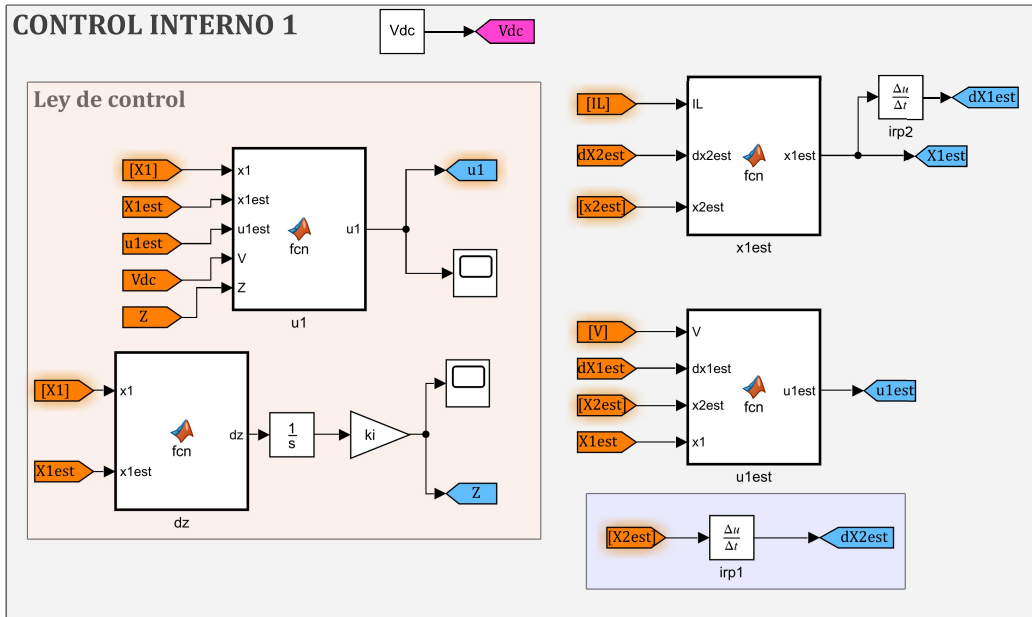 CONTROL INTERNO 1
Vdc
Vdc
Ley de control
[X1]
X1est
u1est
Vdc
Z
x1
x1est
u1est
V
Z
fcn
u1
u1
u1
[X1]
X1est
x1
x1est
fcn
dz
dz
1
s
ki
Z
[IL]
dX2est
[x2est]
IL
dx2est
x2est
fcn
x1est
x1est
Δu
Δt
irp2
dX1est
X1est
[V]
dX1est
[X2est]
X1est
V
dx1est
x2est
x1
fcn
u1est
u1est
u1est
[X2est]
Δu
Δt
irp1
dX2est